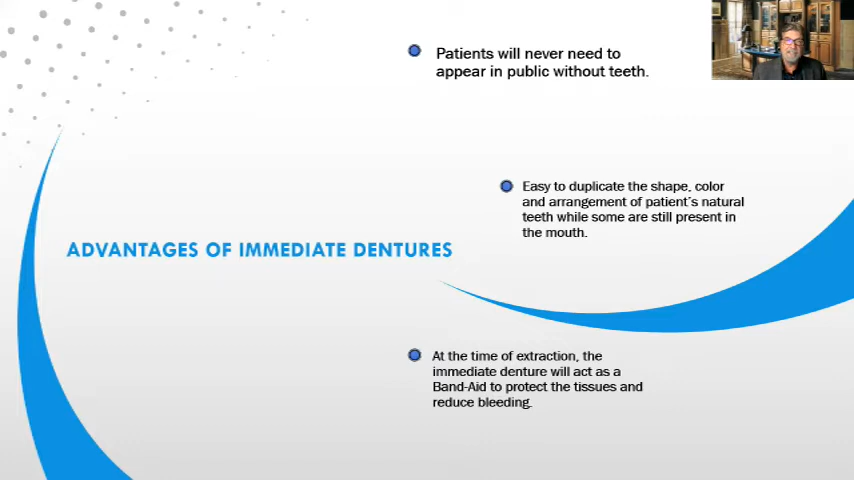 Patients will never need to
appear in public without teeth.
Easy to duplicate the shape, color
and arrangement of patient's natural
teeth while some are still present in
the mouth.
ADVANTAGES OF IMMEDIATE DENTURES
At the time of extraction, the
immediate denture will act as a
Band-Aid to protect the tissues and
reduce bleeding.